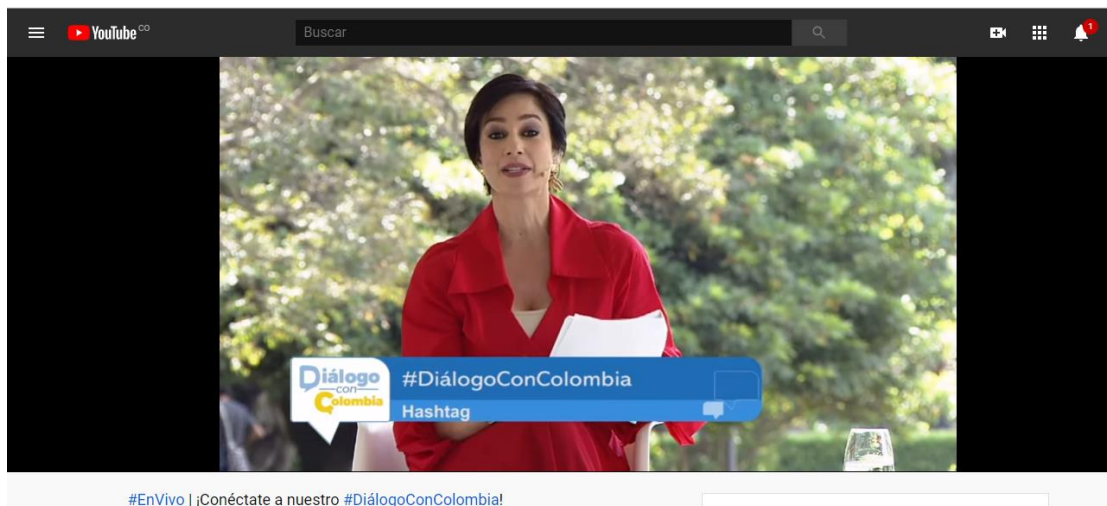 YouTube CO
Buscar
1
Diálogo
con
Colombia
#DiálogoConColombia
Hashtag
#EnVivo | ¡Conéctate a nuestro #DiálogoConColombia!